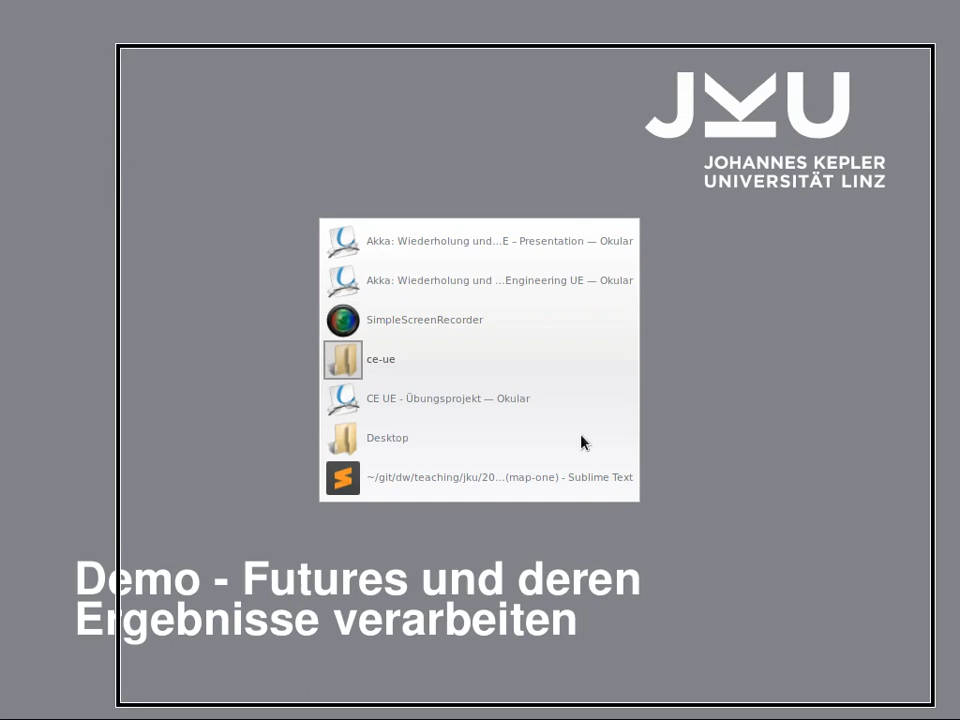 JKU
JOHANNES KEPLER
UNIVERSITÄT LINZ
Akka: Wiederholung und...E – Presentation — Okular
Akka: Wiederholung und ...Engineering UE — Okular
SimpleScreenRecorder
ce-ue
CE UE - Übungsprojekt — Okular
Desktop
~/git/dw/teaching/jku/20...(map-one) - Sublime Text
Demo - Futures und deren
Ergebnisse verarbeiten